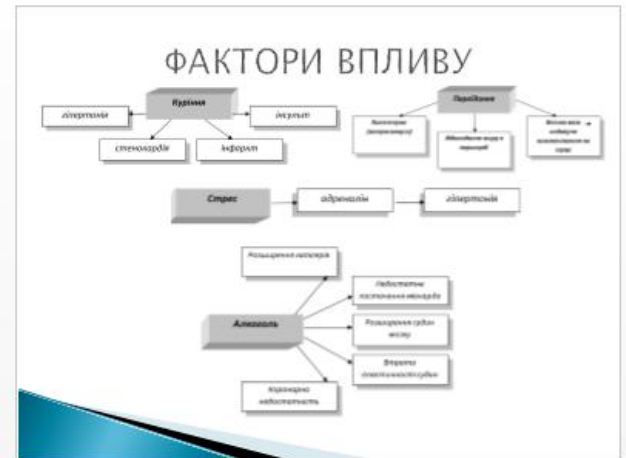 ФАКТОРИ ВПЛИВУ
Куріння
гіпертонія
інсульт
стенокардія
інфаркт
Переїдання
Стрес
адреналін
гіпертонія
Розширення капілярів
Недостатнє
постачання міокарда
Алкоголь
Розширення судин
мозку
Втрата
еластичності судин
Коронарна
недостатність